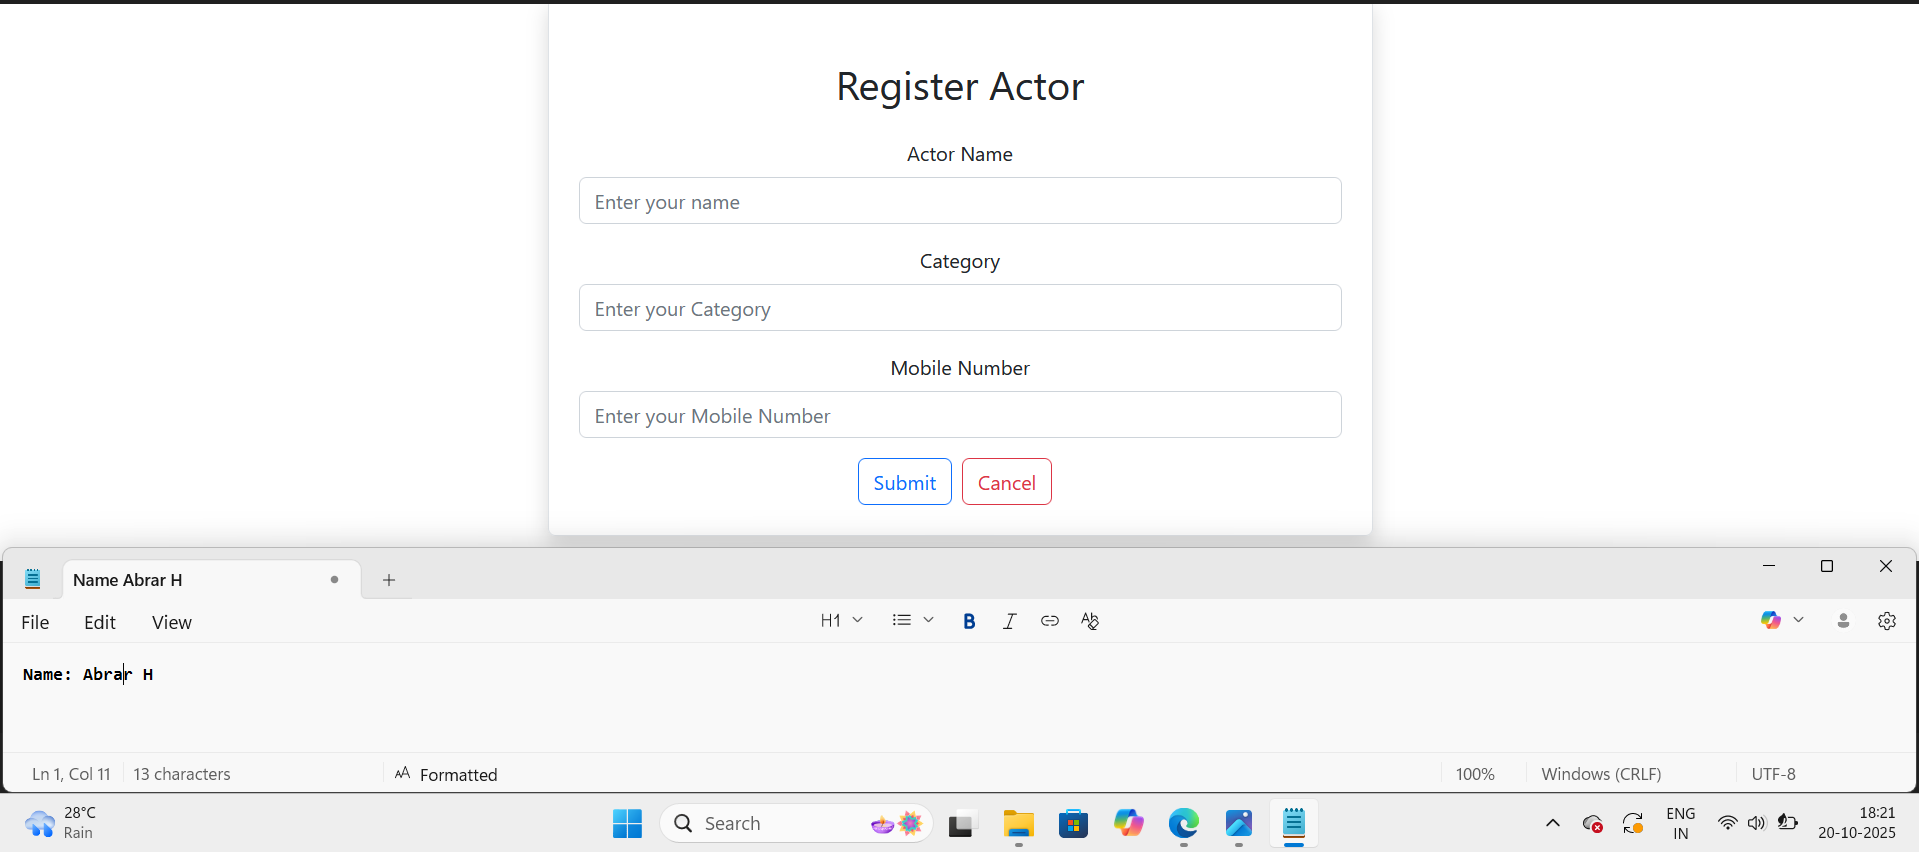 Register Actor
Actor Name
Enter your name
Category
Enter your Category
Mobile Number
Enter your Mobile Number
Submit Cancel
Name Abrar H
File Edit View H1 B I
Name: Abrar H
Ln 1, Col 11 13 characters Formatted 100% Windows (CRLF) UTF-8
28°C
Rain
Search
ENG
IN
18:21
20-10-2025